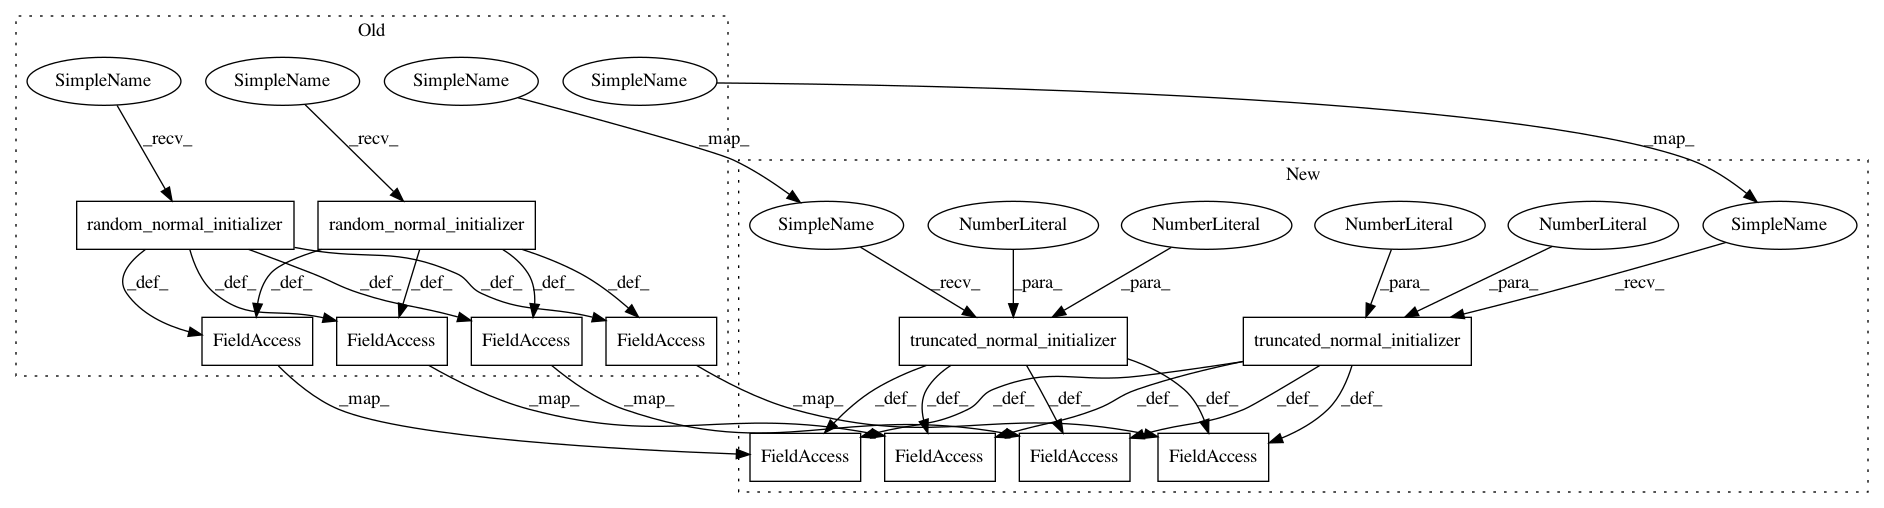 Old
SimpleName SimpleName SimpleName SimpleName
_recv_ _recv_ _map_ _map_
New
random_normal_initializer random_normal_initializer SimpleName NumberLiteral NumberLiteral NumberLiteral NumberLiteral SimpleName
_def_ _def_ _def_ _def_ _def_ _def_ _def_ _def_ _recv_ _para_ _para_ _para_ _para_ _recv_
FieldAccess FieldAccess FieldAccess FieldAccess truncated_normal_initializer truncated_normal_initializer
_map_ _map_ _map_ _map_ _def_ _def_ _def_ _def_ _def_ _def_ _def_ _def_
FieldAccess FieldAccess FieldAccess FieldAccess